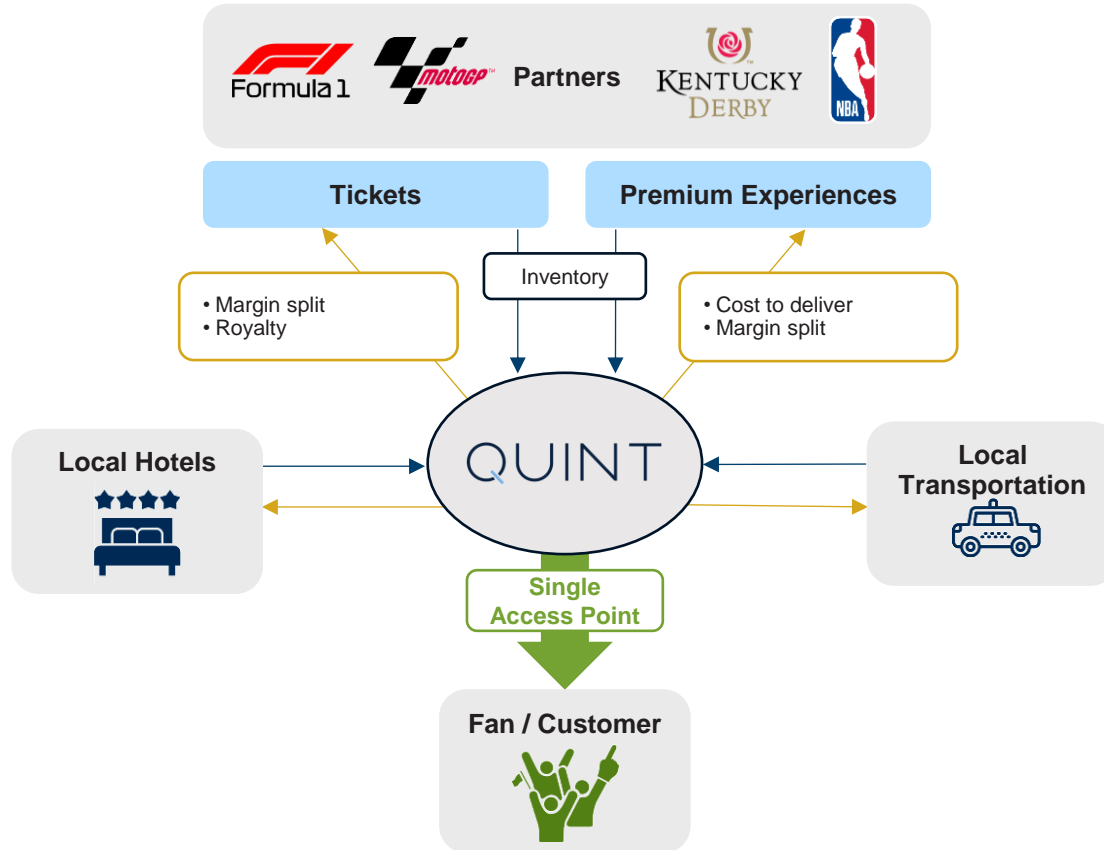 Formula 1
motoGP™
Partners
KENTUCKY
DERBY
NBA
Tickets
Premium Experiences
Inventory
• Margin split
• Royalty
• Cost to deliver
• Margin split
QUINT
Local Hotels
Local
Transportation
Single
Access Point
Fan / Customer